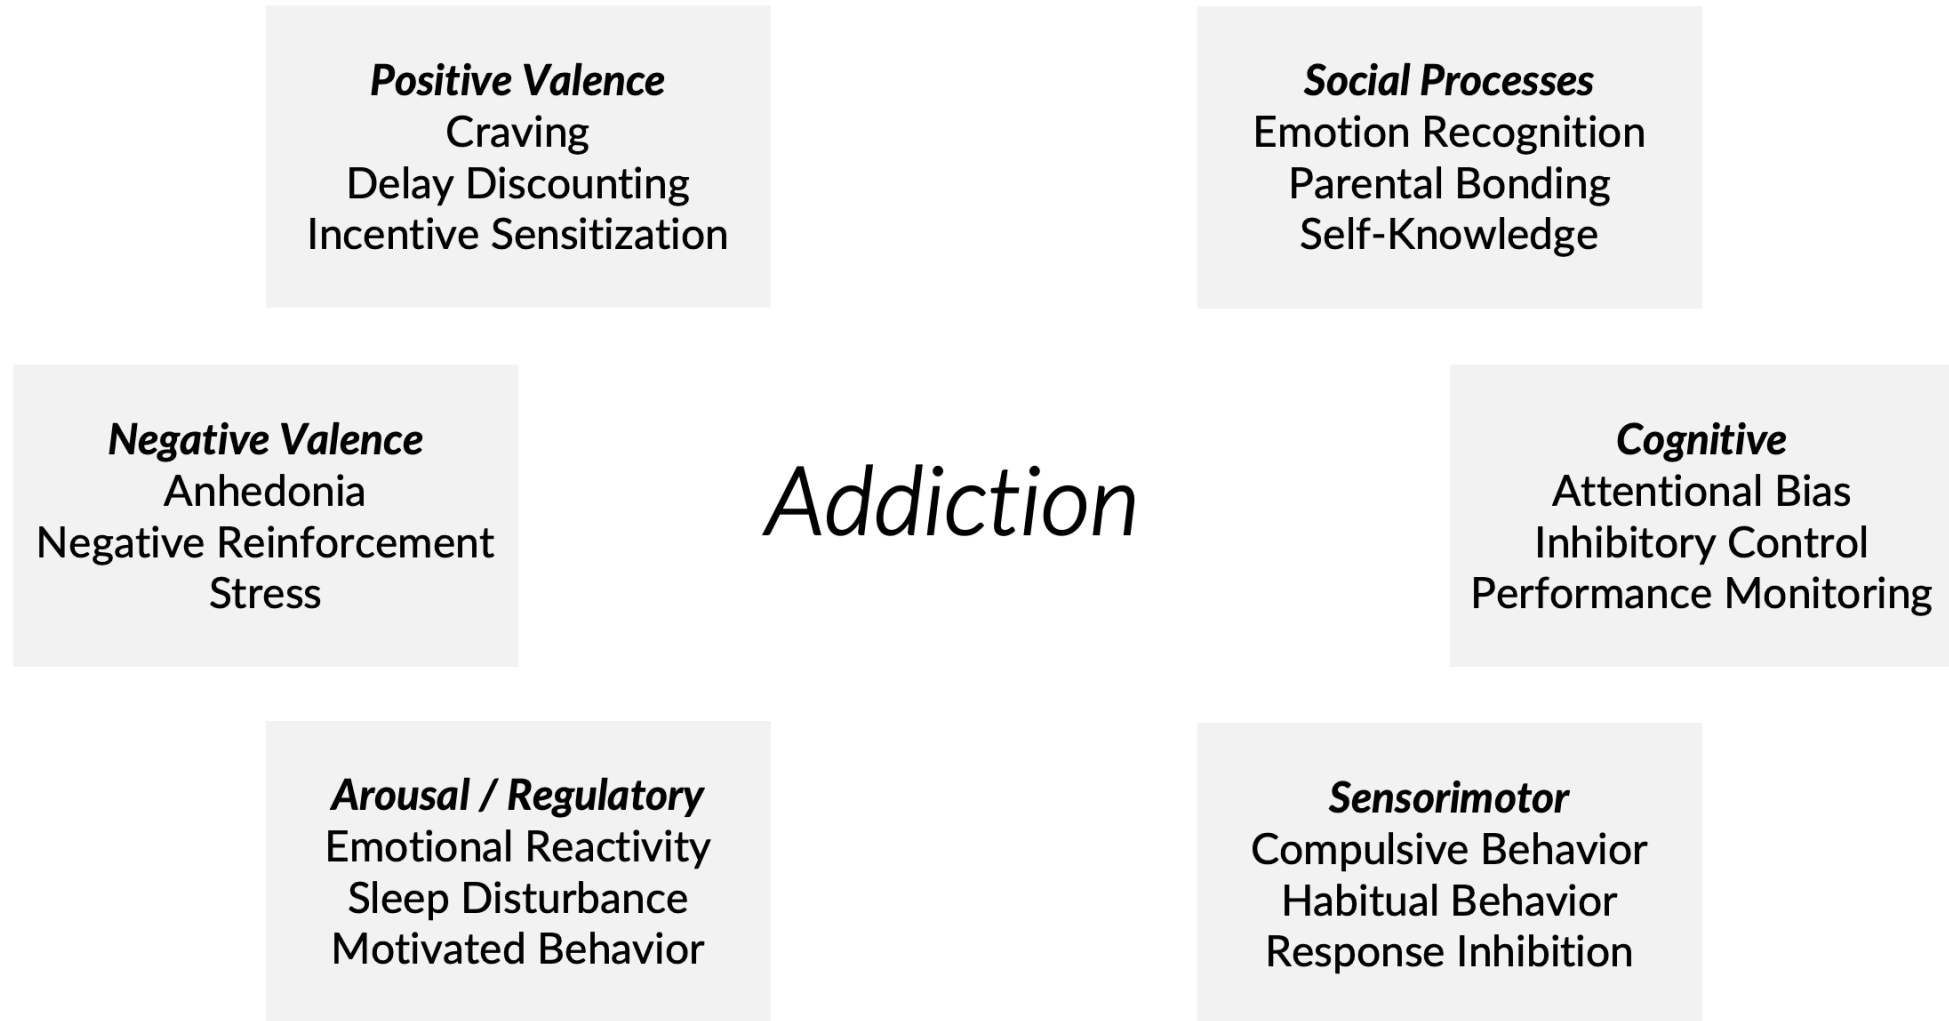 Positive Valence
Craving
Delay Discounting
Incentive Sensitization
Social Processes
Emotion Recognition
Parental Bonding
Self-Knowledge
Negative Valence
Anhedonia
Negative Reinforcement
Stress
Addiction
Cognitive
Attentional Bias
Inhibitory Control
Performance Monitoring
Arousal / Regulatory
Emotional Reactivity
Sleep Disturbance
Motivated Behavior
Sensorimotor
Compulsive Behavior
Habitual Behavior
Response Inhibition